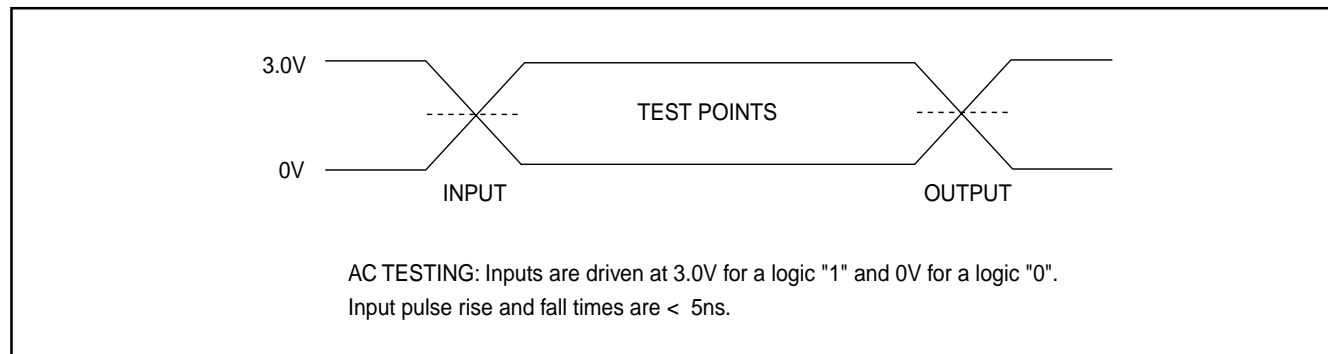 3.0V
TEST POINTS
0V
INPUT
OUTPUT
AC TESTING: Inputs are driven at 3.0V for a logic "1" and 0V for a logic "0".
Input pulse rise and fall times are < 5ns.